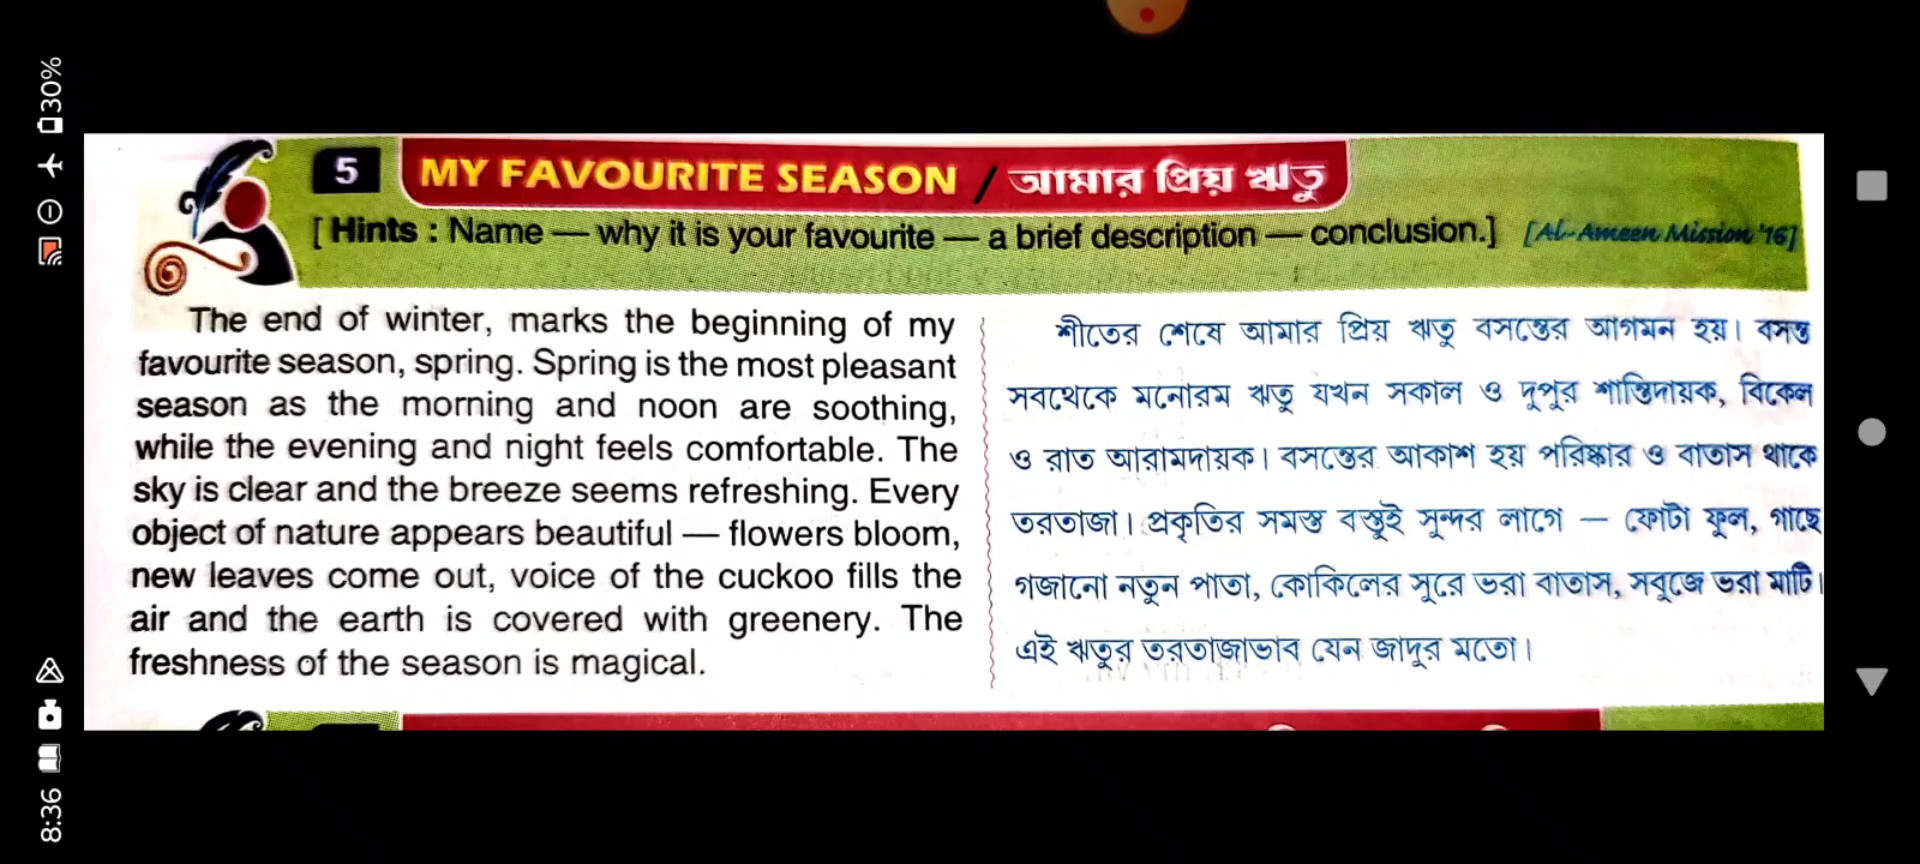 30%
8:36
5 MY FAVOURITE SEASON / আমার প্রিয় ঋতু
[ Hints : Name — why it is your favourite — a brief description — conclusion.] [Al-Ameen Mission '16]
The end of winter, marks the beginning of my
favourite season, spring. Spring is the most pleasant
season as the morning and noon are soothing,
while the evening and night feels comfortable. The
sky is clear and the breeze seems refreshing. Every
object of nature appears beautiful — flowers bloom,
new leaves come out, voice of the cuckoo fills the
air and the earth is covered with greenery. The
freshness of the season is magical.
শীতের শেষে আমার প্রিয় ঋতু বসন্তের আগমন হয়। বসন্ত
সবথেকে মনোরম ঋতু যখন সকাল ও দুপুর শান্তিদায়ক, বিকেল
ও রাত আরামদায়ক। বসন্তের আকাশ হয় পরিষ্কার ও বাতাস থাকে
তরতাজা। প্রকৃতির সমস্ত বস্তুই সুন্দর লাগে — ফোটা ফুল, গাছে
গজানো নতুন পাতা, কোকিলের সুরে ভরা বাতাস, সবুজে ভরা মাটি।
এই ঋতুর তরতাজাভাব যেন জাদুর মতো।